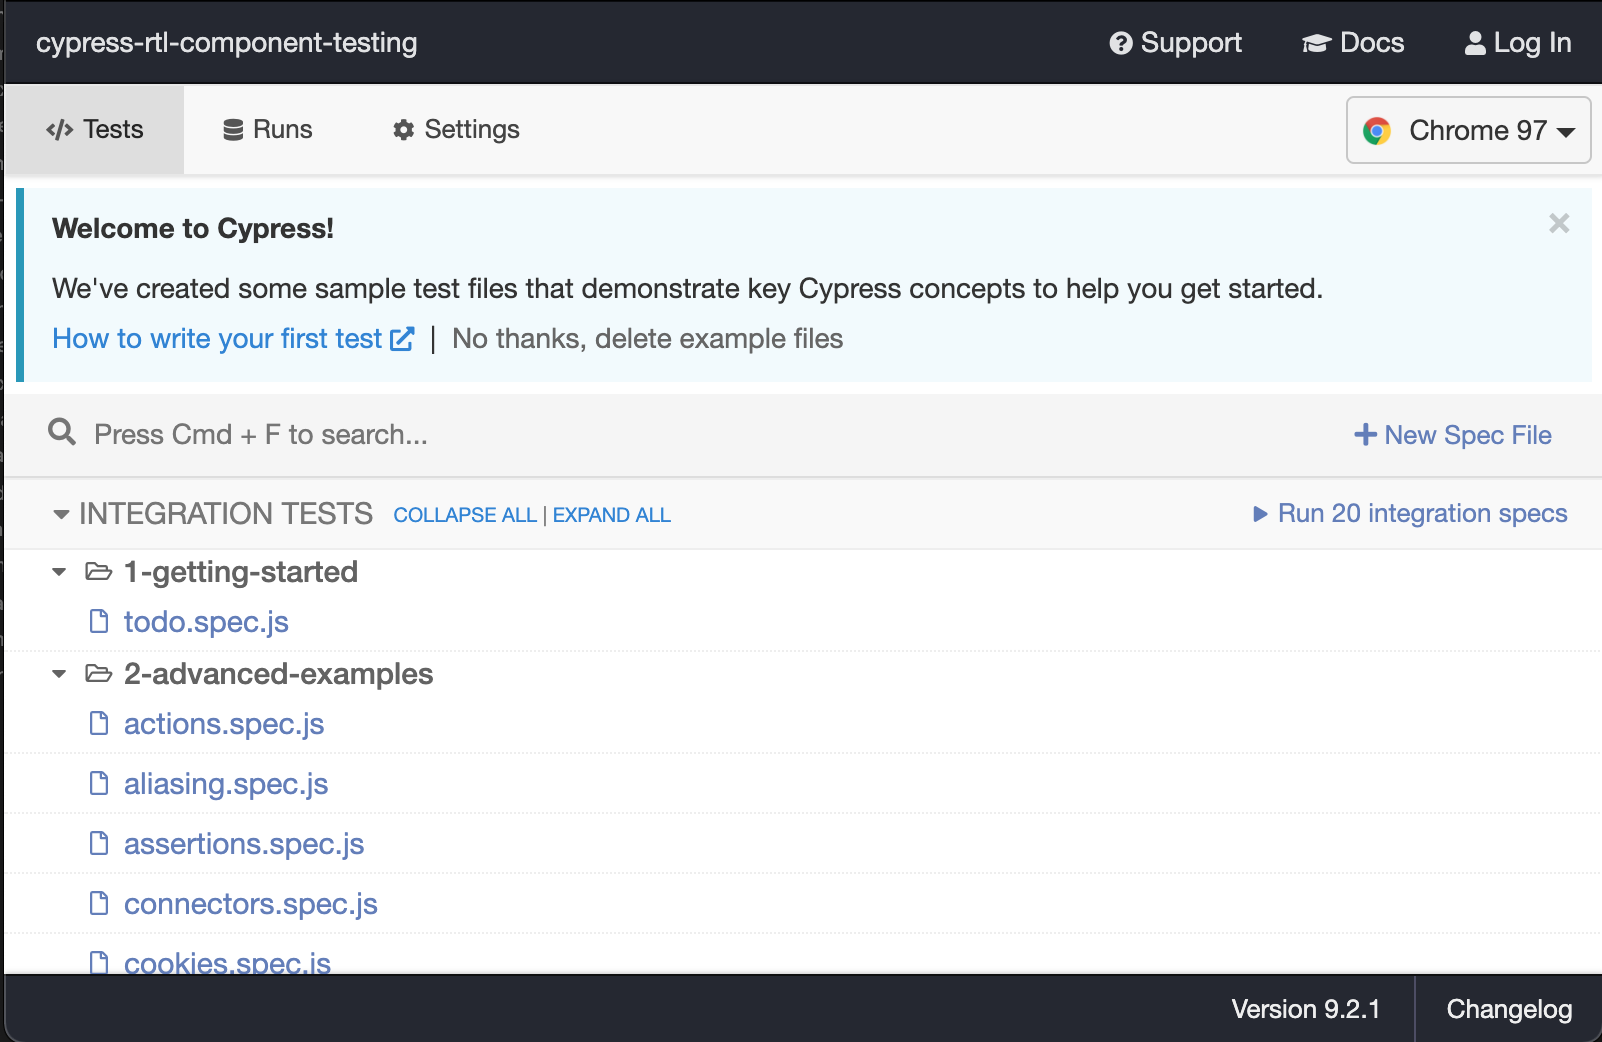 cypress-rtl-component-testing
Support
Docs
Log In
Tests
Runs
Settings
Chrome 97
Welcome to Cypress!
We've created some sample test files that demonstrate key Cypress concepts to help you get started.
How to write your first test | No thanks, delete example files
Press Cmd + F to search...
New Spec File
INTEGRATION TESTS COLLAPSE ALL | EXPAND ALL
Run 20 integration specs
1-getting-started
todo.spec.js
2-advanced-examples
actions.spec.js
aliasing.spec.js
assertions.spec.js
connectors.spec.js
cookies.spec.js
Version 9.2.1
Changelog